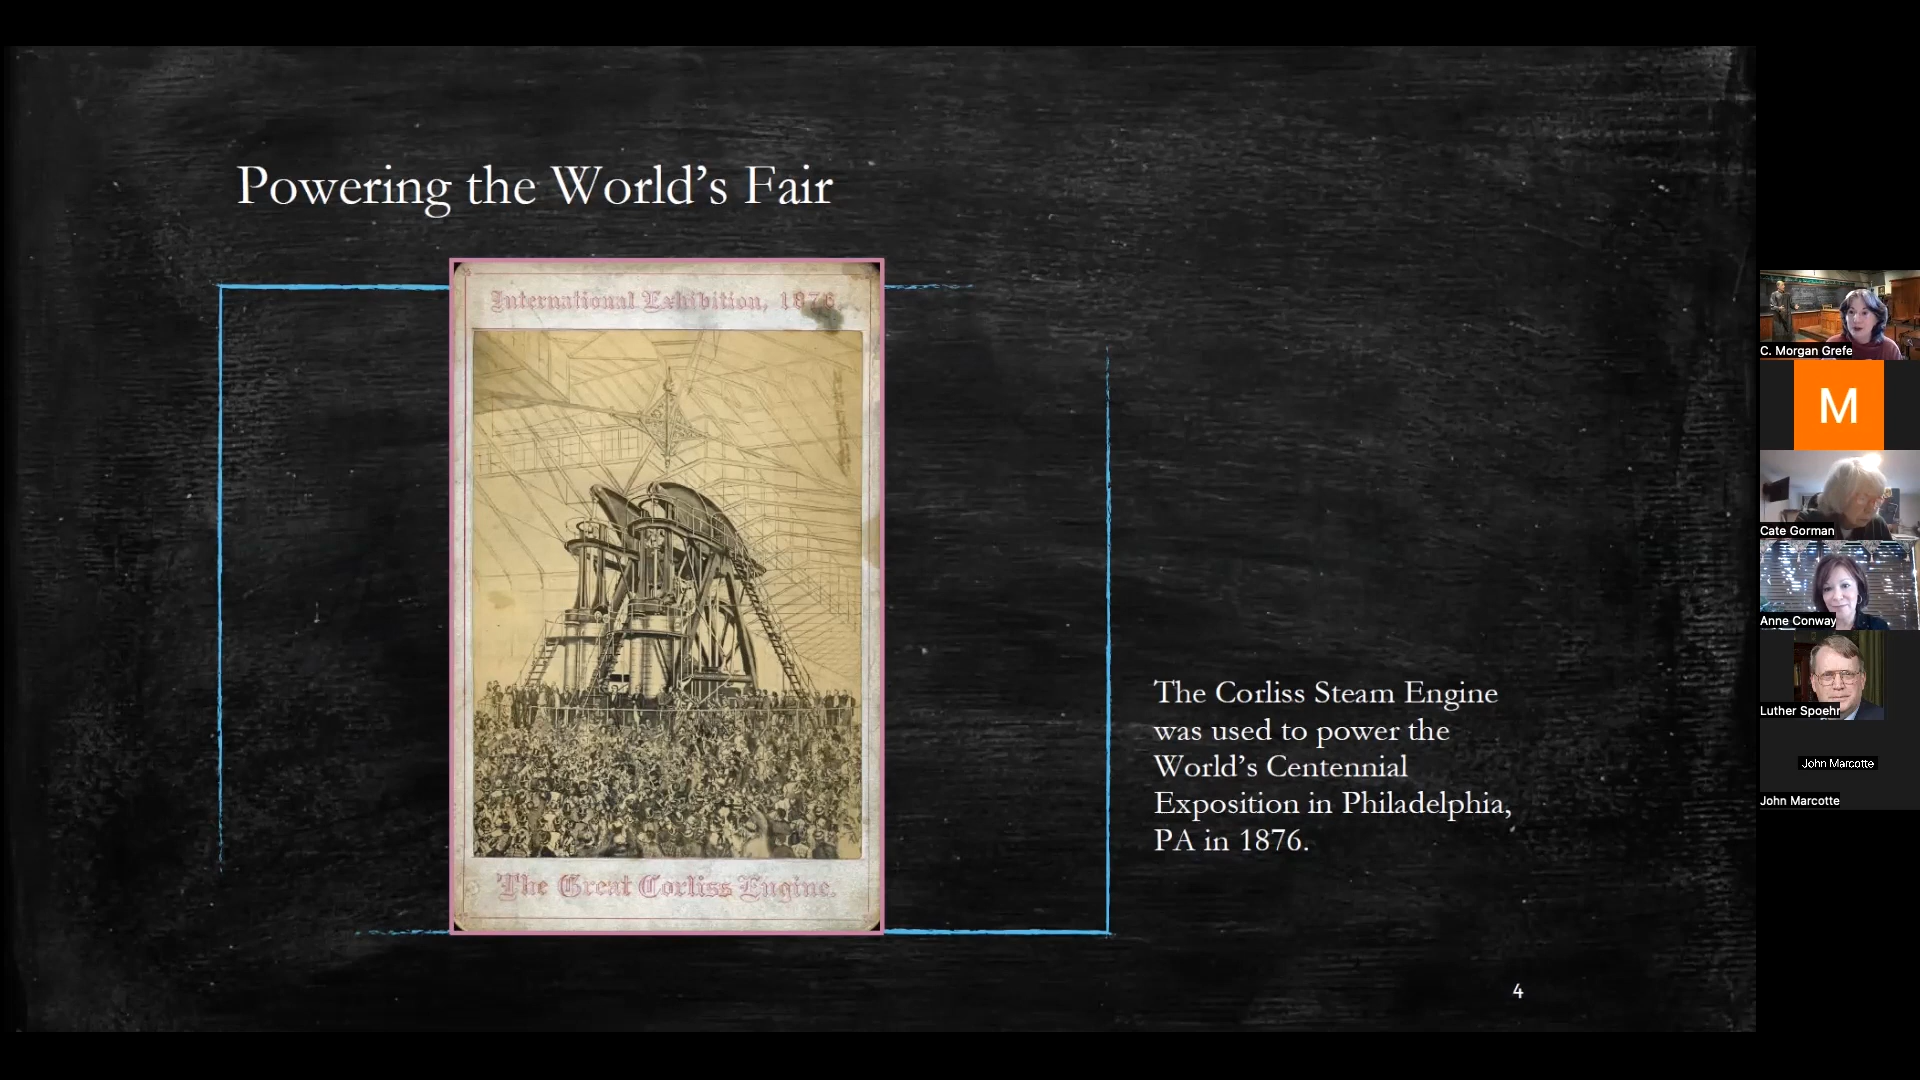 Powering the World's Fair
International Exhibition, 1876.
The Great Corliss Engine.
The Corliss Steam Engine
was used to power the
World's Centennial
Exposition in Philadelphia,
PA in 1876.
4
C. Morgan Grefe
M
Cate Gorman
Anne Conway
Luther Spoehr
John Marcotte
John Marcotte